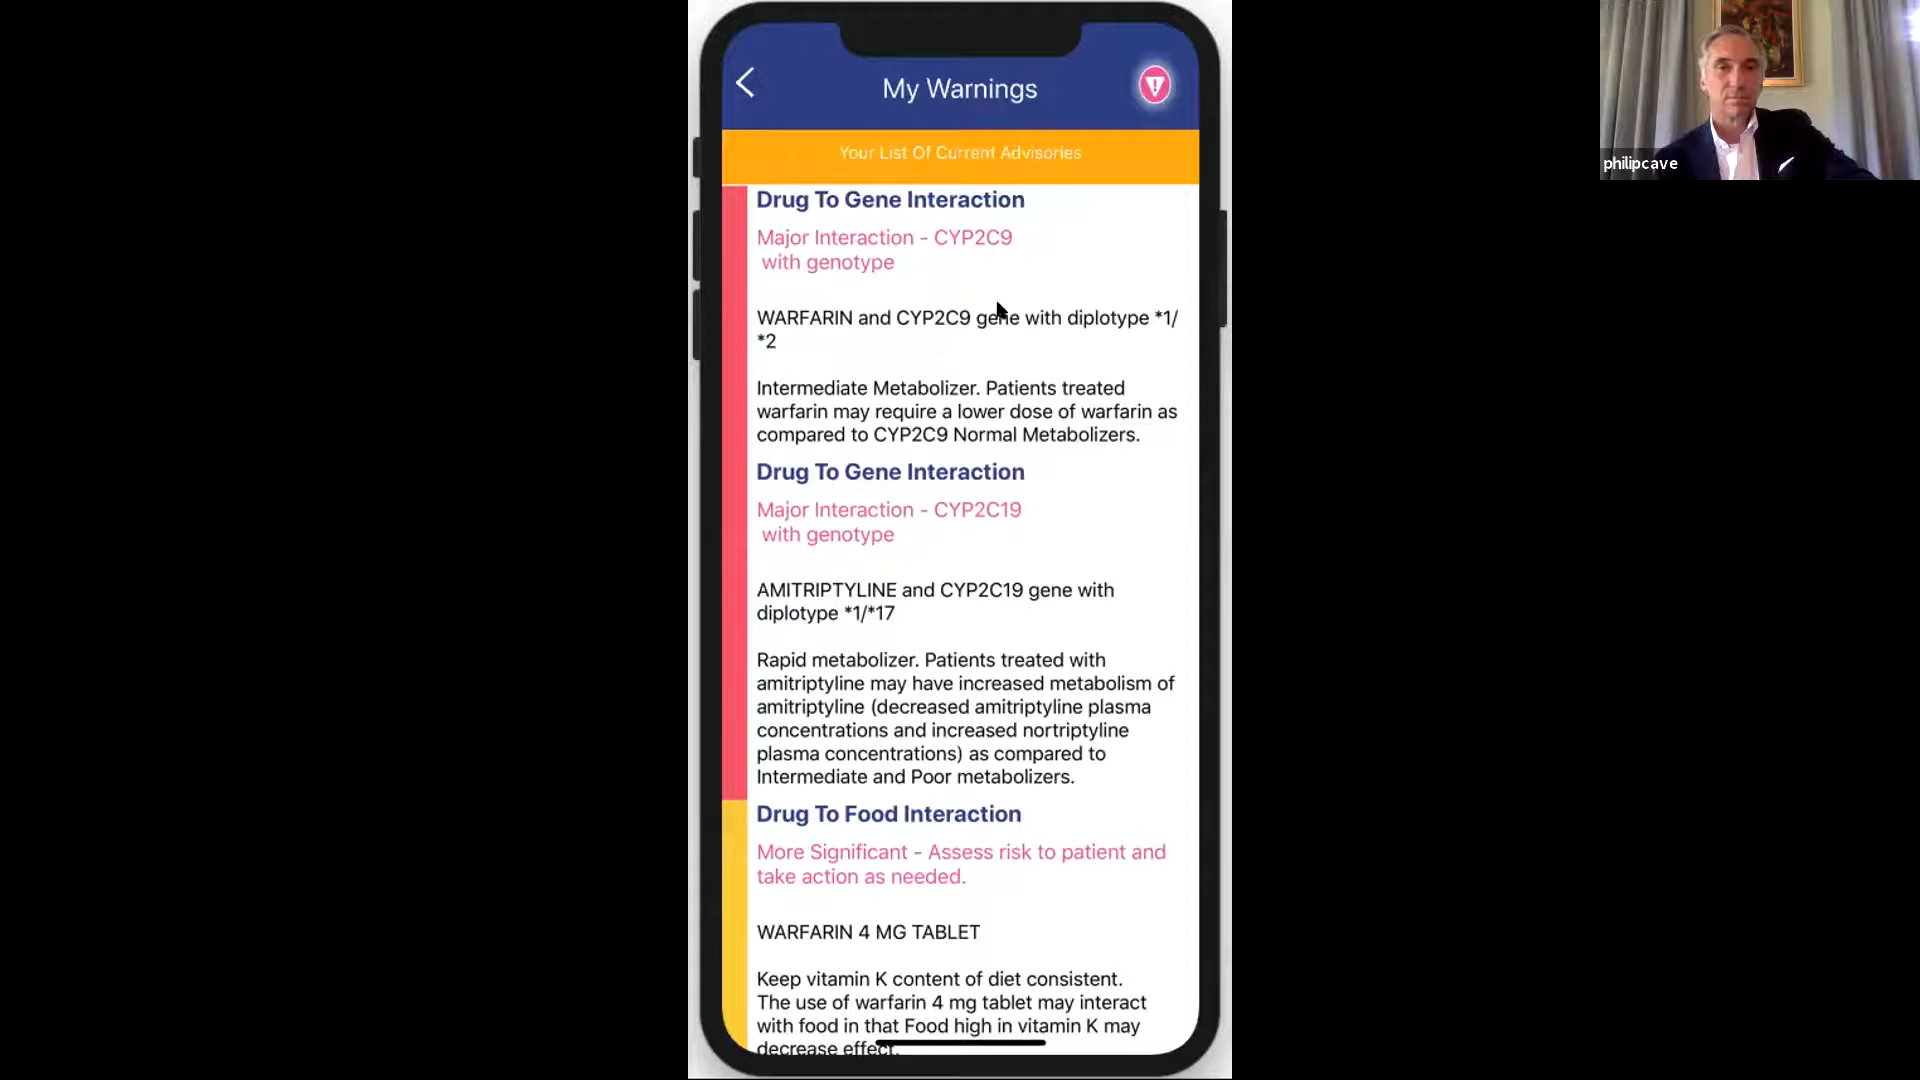 My Warnings
Your List Of Current Advisories
Drug To Gene Interaction
Major Interaction - CYP2C9
with genotype
WARFARIN and CYP2C9 gene with diplotype *1/
*2
Intermediate Metabolizer. Patients treated
warfarin may require a lower dose of warfarin as
compared to CYP2C9 Normal Metabolizers.
Drug To Gene Interaction
Major Interaction - CYP2C19
with genotype
AMITRIPTYLINE and CYP2C19 gene with
diplotype *1/*17
Rapid metabolizer. Patients treated with
amitriptyline may have increased metabolism of
amitriptyline (decreased amitriptyline plasma
concentrations and increased nortriptyline
plasma concentrations) as compared to
Intermediate and Poor metabolizers.
Drug To Food Interaction
More Significant - Assess risk to patient and
take action as needed.
WARFARIN 4 MG TABLET
Keep vitamin K content of diet consistent.
The use of warfarin 4 mg tablet may interact
with food in that Food high in vitamin K may
decrease effect.
philipcave